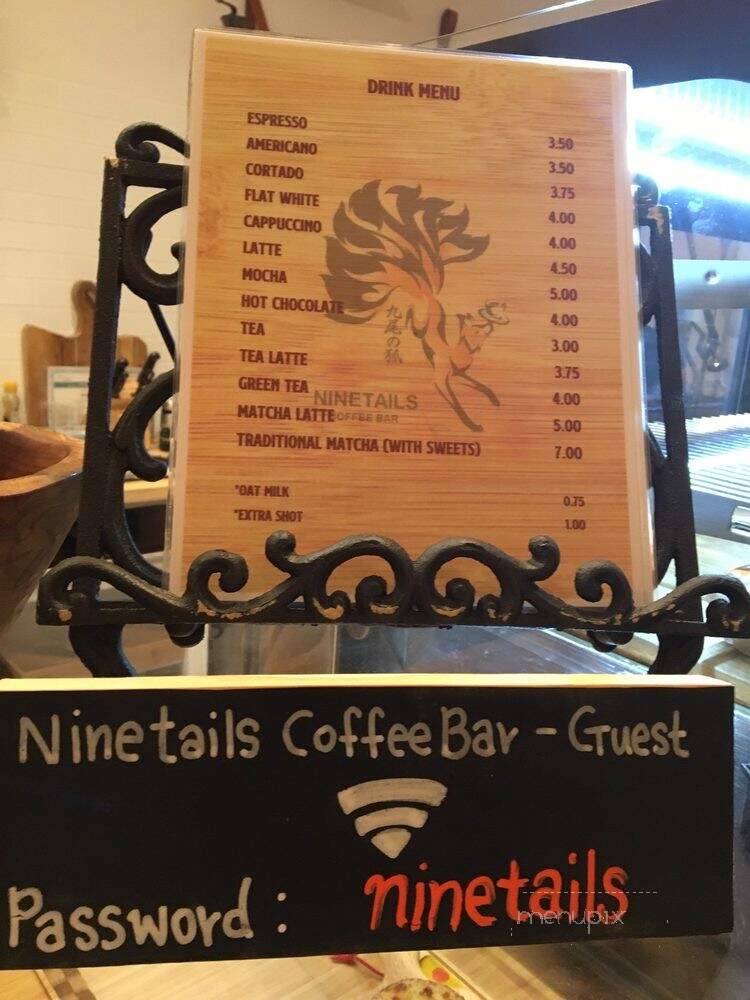 DRINK MENU
ESPRESSO 3.50
AMERICANO 3.50
CORTADO 3.75
FLAT WHITE 4.00
CAPPUCCINO 4.00
LATTE 4.50
MOCHA 5.00
HOT CHOCOLATE 4.00
TEA 3.00
TEA LATTE 3.75
GREEN TEA 4.00
MATCHA LATTE 5.00
TRADITIONAL MATCHA (WITH SWEETS) 7.00
*OAT MILK 0.75
*EXTRA SHOT 1.00
九尾の狐
NINETAILS
COFFEE BAR
Ninetails Coffee Bar - Guest
Password : ninetails
menupix